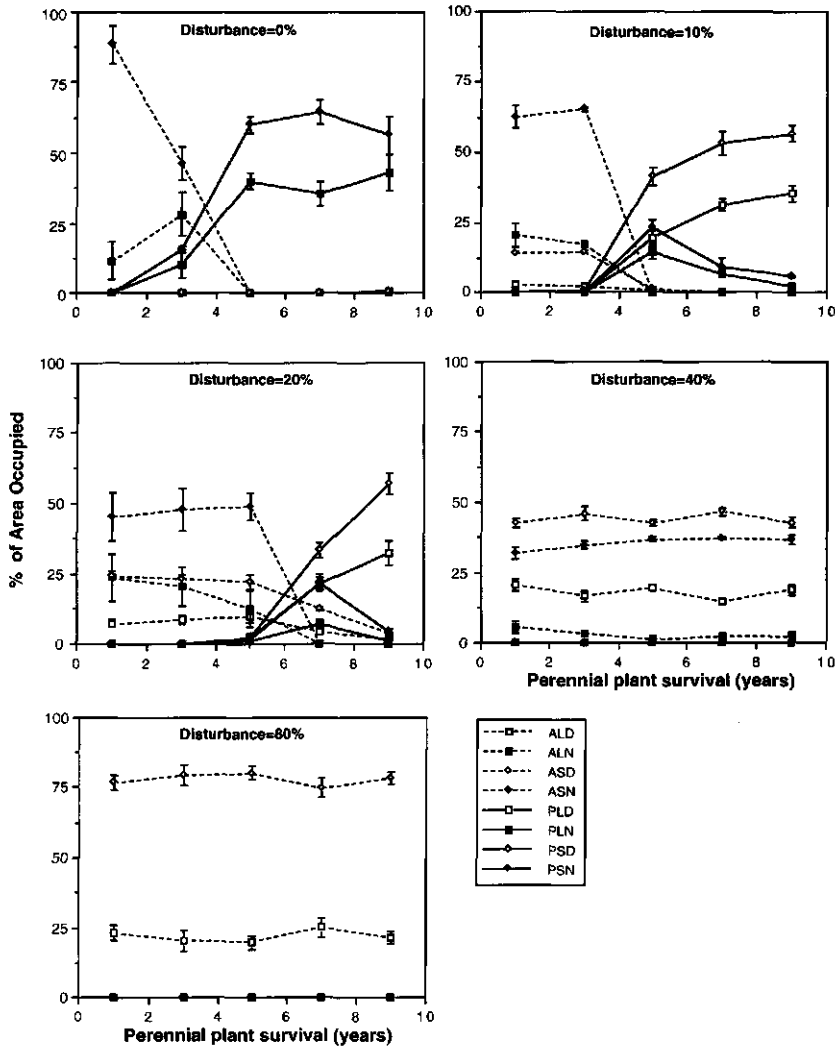 Disturbance=0%
100
75
50
25
0
0 2 4 6 8 10
Disturbance=10%
100
75
50
25
0
0 2 4 6 8 10
% of Area Occupied
Disturbance=20%
100
75
50
25
0
0 2 4 6 8 10
Disturbance=40%
100
75
50
25
0
0 2 4 6 8 10
Perennial plant survival (years)
Disturbance=80%
100
75
50
25
0
0 2 4 6 8 10
Perennial plant survival (years)
ALD
ALN
ASD
ASN
PLD
PLN
PSD
PSN